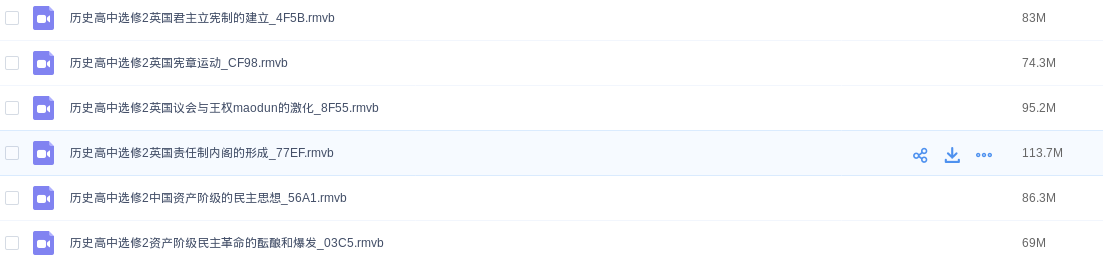 历史高中选修2英国君主立宪制的建立_4F5B.rmvb 83M
历史高中选修2英国宪章运动_CF98.rmvb 74.3M
历史高中选修2英国议会与王权maodun的激化_8F55.rmvb 95.2M
历史高中选修2英国责任制内阁的形成_77EF.rmvb 113.7M
历史高中选修2中国资产阶级的民主思想_56A1.rmvb 86.3M
历史高中选修2资产阶级民主革命的酝酿和爆发_03C5.rmvb 69M